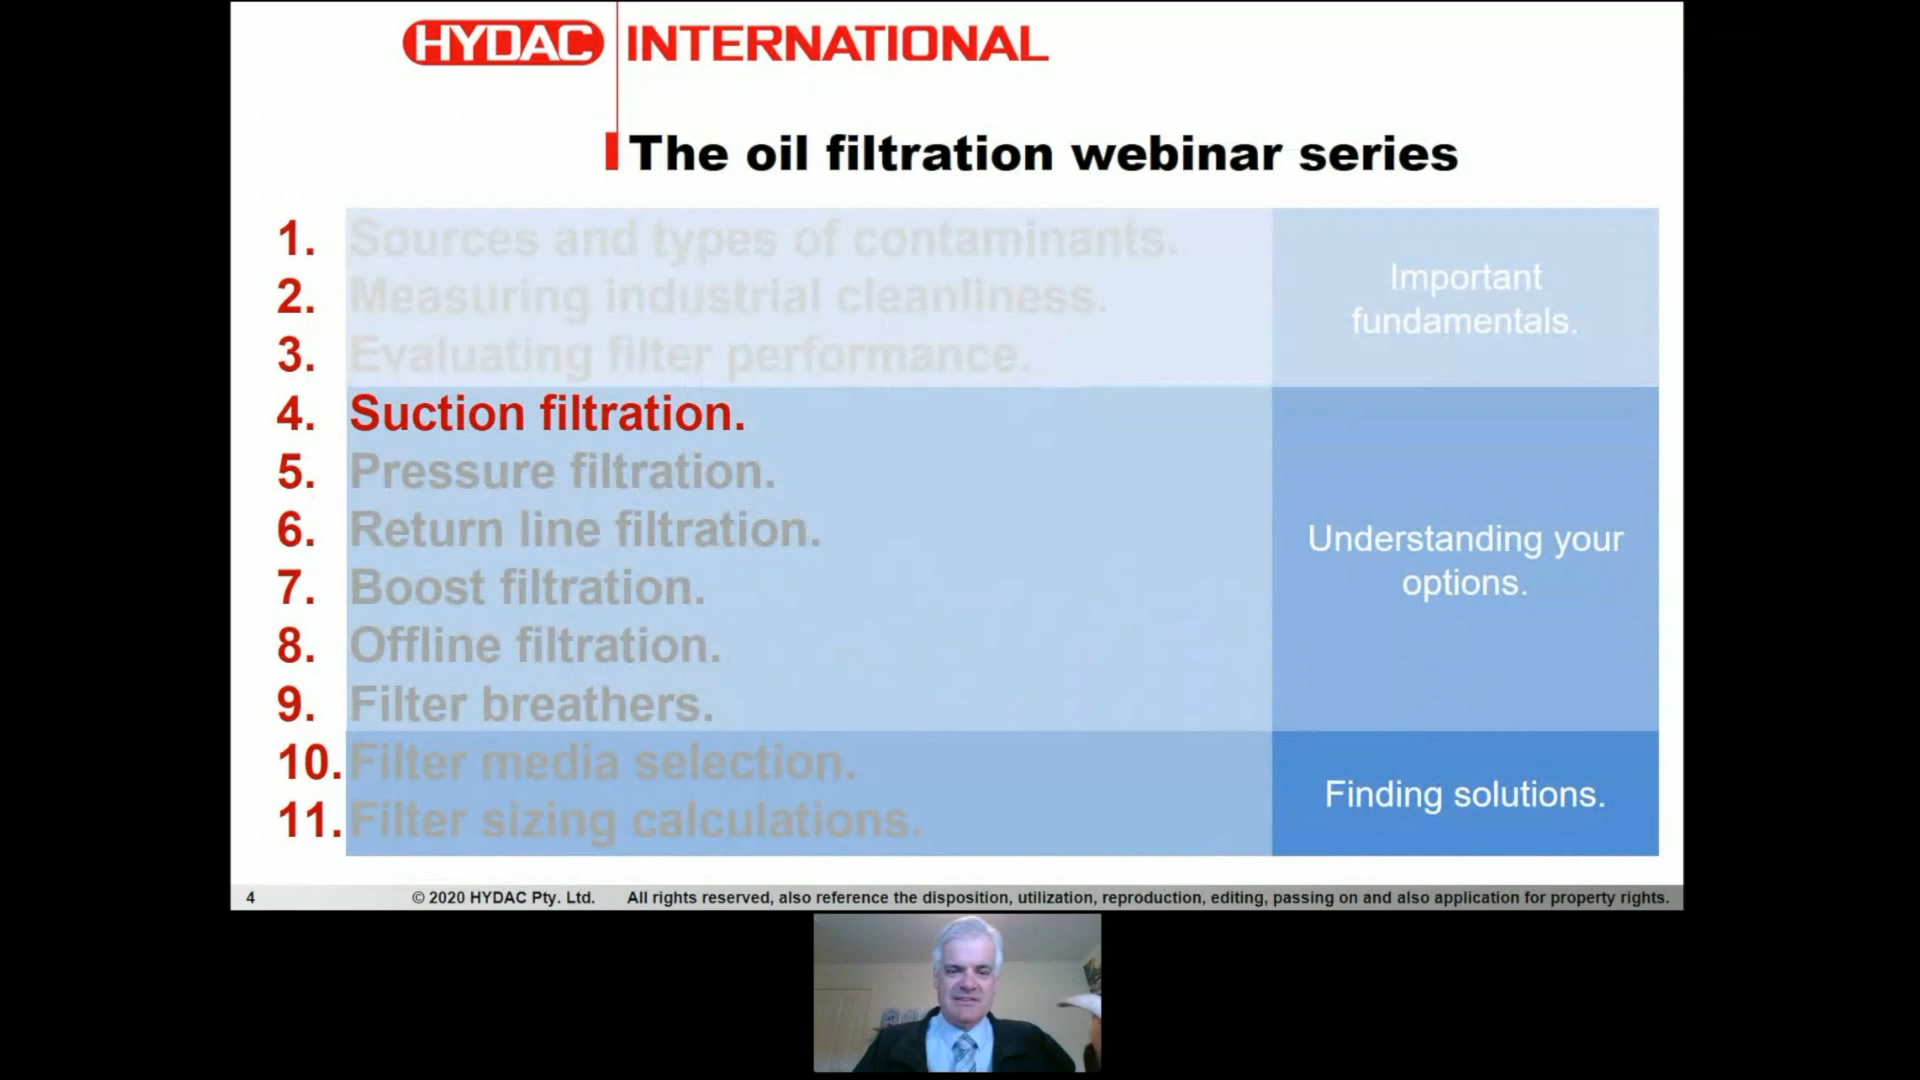 HYDAC INTERNATIONAL
The oil filtration webinar series
1. Sources and types of contaminants.
2. Measuring industrial cleanliness.
3. Evaluating filter performance.
Important
fundamentals.
4. Suction filtration.
5. Pressure filtration.
6. Return line filtration.
7. Boost filtration.
8. Offline filtration.
9. Filter breathers.
Understanding your
options.
10. Filter media selection.
11. Filter sizing calculations.
Finding solutions.
4 © 2020 HYDAC Pty. Ltd. All rights reserved, also reference the disposition, utilization, reproduction, editing, passing on and also application for property rights.